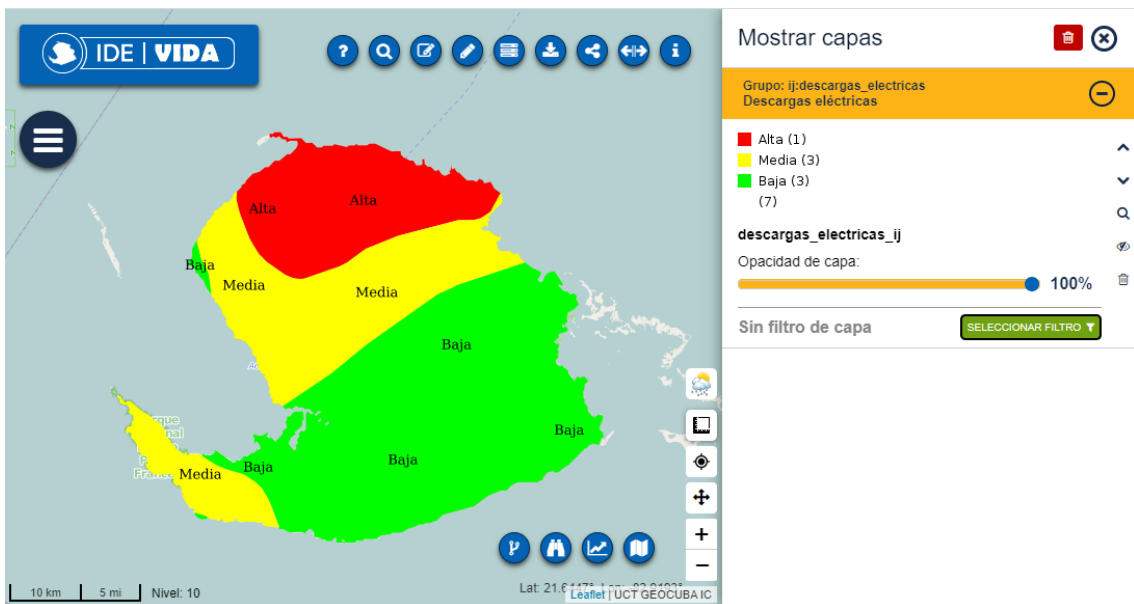 IDE | VIDA
Mostrar capas
Grupo: ij:descargas_electricas
Descargas eléctricas
Alta (1)
Media (3)
Baja (3)
(7)
descargas_electricas_ij
Opacidad de capa:
100%
Sin filtro de capa
SELECCIONAR FILTRO
Alta
Alta
Baja
Media
Media
Baja
Baja
Baja
Baja
Media
10 km
5 mi
Nivel: 10
Leaflet | UCT GEOCUBA IC